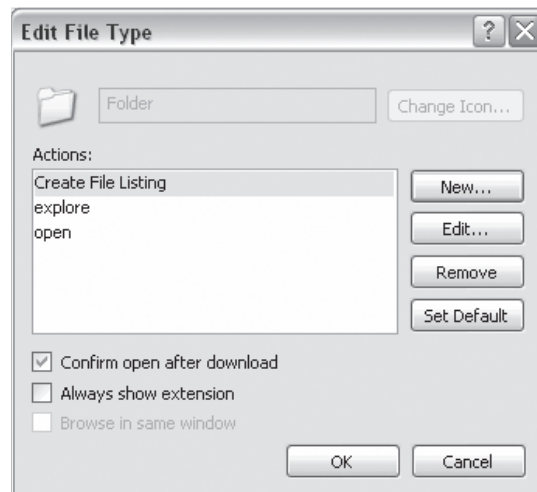 Edit File Type
Folder
Change Icon...
Actions:
Create File Listing
explore
open
New...
Edit...
Remove
Set Default
Confirm open after download
Always show extension
Browse in same window
OK
Cancel